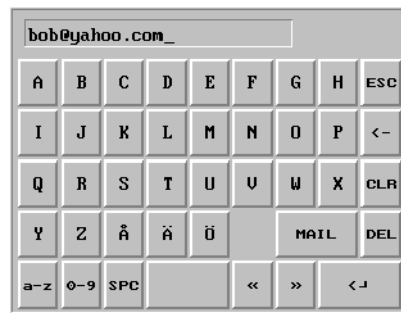 bob@yahoo.com_
A B C D E F G H ESC
I J K L M N O P <-
Q R S T U V W X CLR
Y Z Å Ä Ö MAIL DEL
a-z 0-9 SPC « » ↵